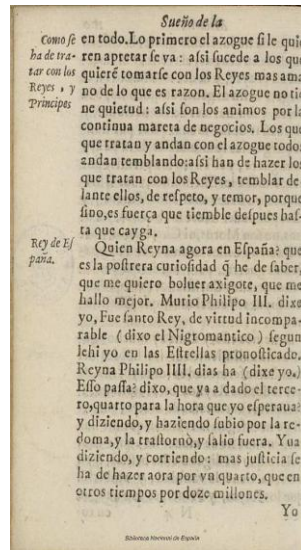 Sueño de la
Como ſe
ha de tra-
tar con los
Reyes, y
Principes
en todo. Lo primero el azogue ſi le quie
ren apretar ſe va: aſsi ſucede a los que
quierẽ tomarſe con los Reyes mas ama
no de lo que es razon. El azogue no tie
ne quietud: aſsi ſon los animos por la
continua mareta de negocios. Los que
que tratan y andan con el azogue todos
andan temblando: aſsi han de hazer los
que tratan con los Reyes, temblar de
lante ellos, de reſpeto, y temor, porque
ſino, es fuerça que tiemble deſpues haſ-
ta que cayga.
Rey de Eſ
paña.
Quien Reyna agora en Eſpaña? que
es la poſtrera curioſidad q̃ he de ſaber,
que me quiero boluer axigote, que me
hallo mejor. Murio Philipo III. dixe
yo, Fue ſanto Rey, de virtud incompa-
rable (dixo el Nigromantico) ſegun
lehi yo en las Eſtrellas pronoſticado.
Reyna Philipo IIII. dias ha (dixe yo.)
Eſſo paſſa? dixo, que ya a dado el terce-
ro, quarto para la hora que yo eſperaua?
y diziendo, y haziendo ſubio por la re-
doma, y la traſtornò, y ſalio fuera. Yua
diziendo, y corriendo: mas juſticia ſe
ha de hazer aora por vn quarto, que en
otros tiempos por doze millones.
Yo
Biblioteca Nacional de España